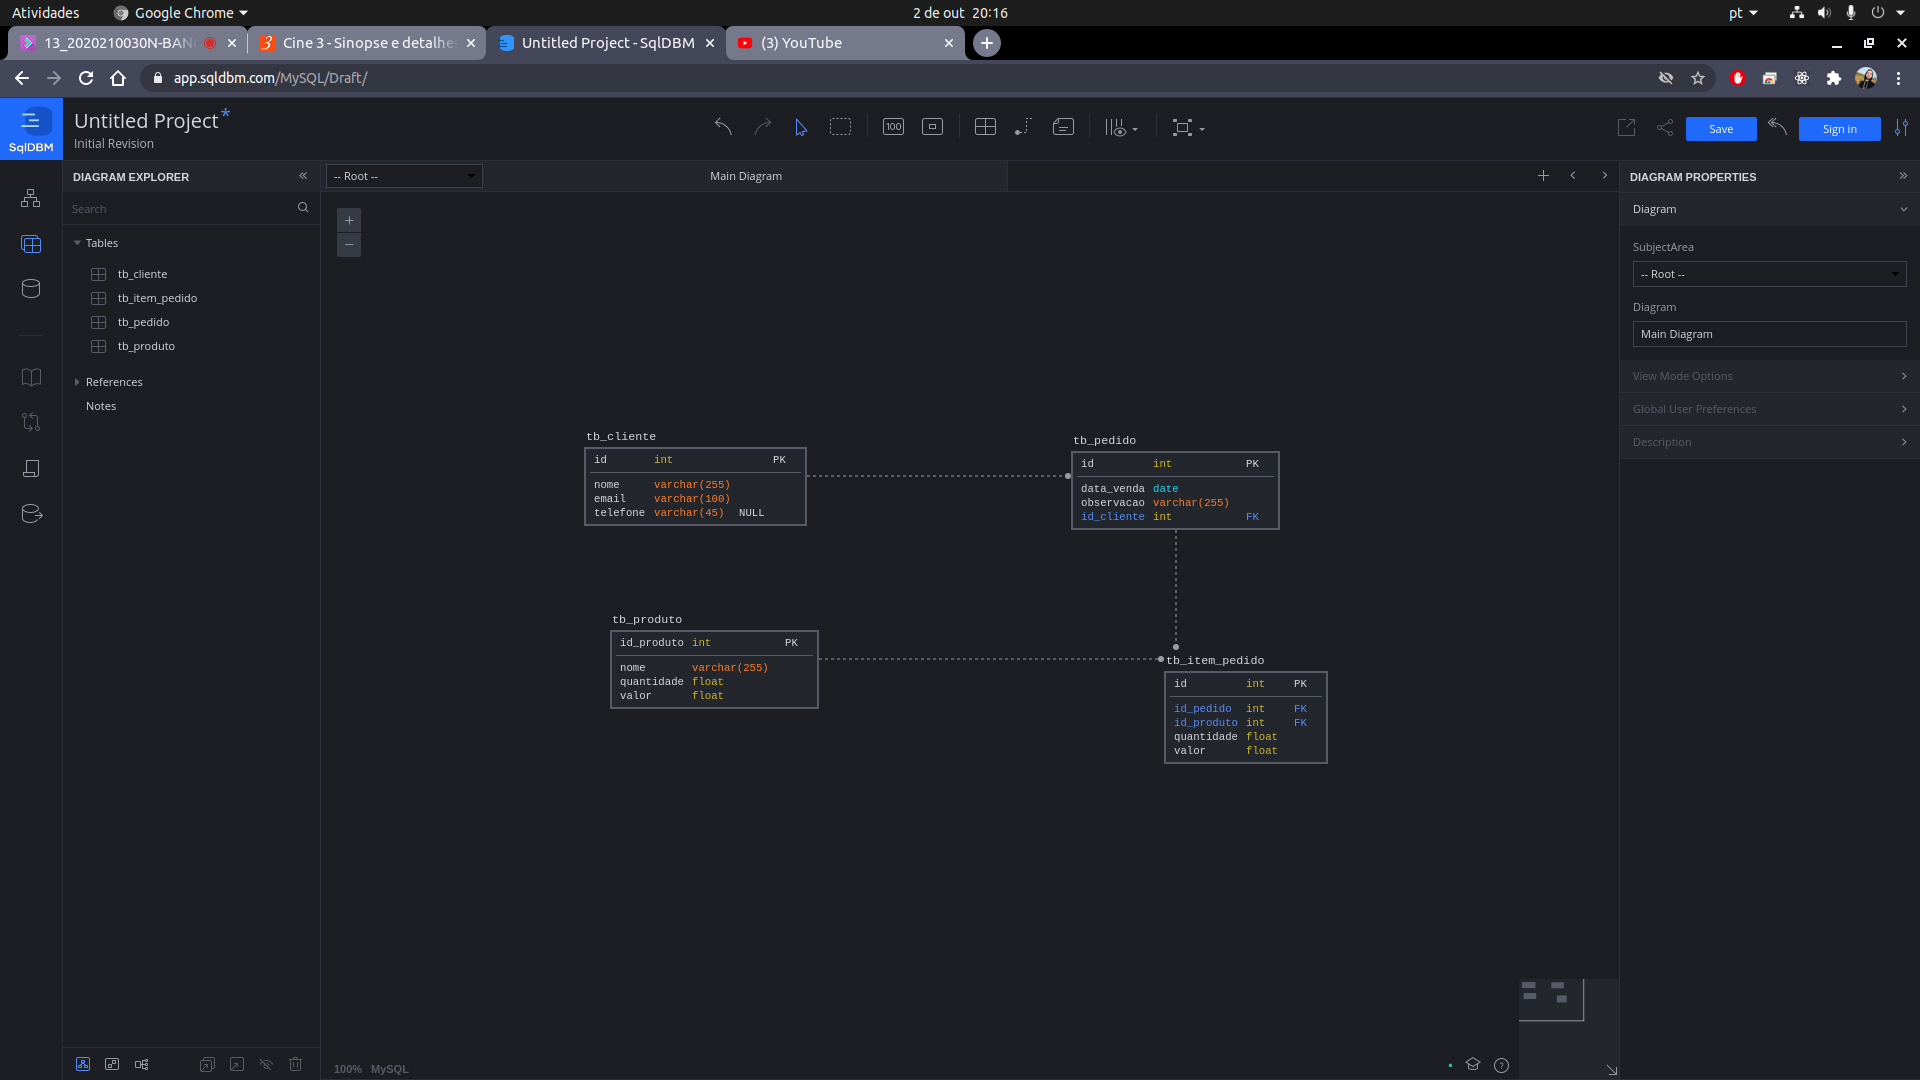 Atividades
Google Chrome
2 de out 20:16
pt
13_2020210030N-BAN
Cine 3 - Sinopse e detalhes
Untitled Project - SqlDBM
(3) YouTube
app.sqldbm.com/MySQL/Draft/
SqlDBM
Untitled Project*
Initial Revision
100
Save
Sign in
DIAGRAM EXPLORER
-- Root --
Main Diagram
DIAGRAM PROPERTIES
Search
Tables
tb_cliente
tb_item_pedido
tb_pedido
tb_produto
References
Notes
tb_cliente
id int PK
nome varchar(255)
email varchar(100)
telefone varchar(45) NULL
tb_pedido
id int PK
data_venda date
observacao varchar(255)
id_cliente int FK
tb_produto
id_produto int PK
nome varchar(255)
quantidade float
valor float
tb_item_pedido
id int PK
id_pedido int FK
id_produto int FK
quantidade float
valor float
Diagram
SubjectArea
-- Root --
Diagram
Main Diagram
View Mode Options
Global User Preferences
Description
100% MySQL